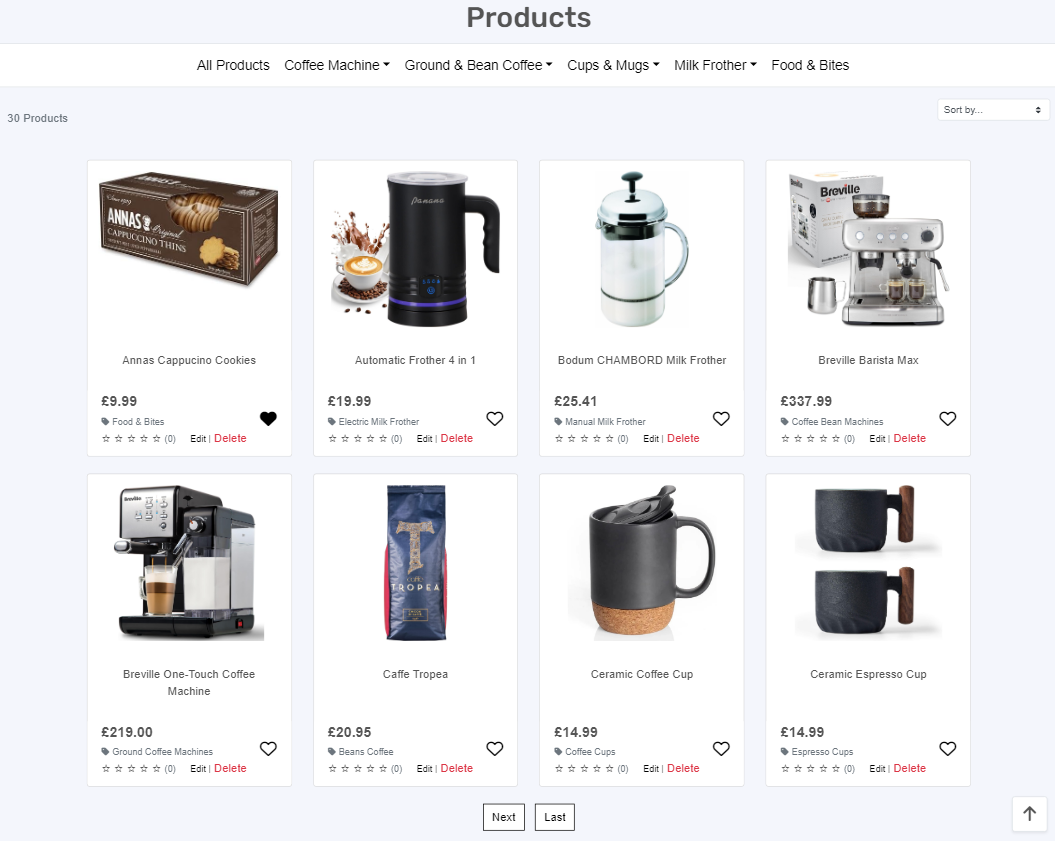 Products
All Products Coffee Machine Ground & Bean Coffee Cups & Mugs Milk Frother Food & Bites
30 Products
Sort by...
Since 1929
ANNAS Original
CAPPUCCINO THINS
Panana
Breville
Annas Cappucino Cookies
Automatic Frother 4 in 1
Bodum CHAMBORD Milk Frother
Breville Barista Max
£9.99
Food & Bites
(0) Edit | Delete
£19.99
Electric Milk Frother
(0) Edit | Delete
£25.41
Manual Milk Frother
(0) Edit | Delete
£337.99
Coffee Bean Machines
(0) Edit | Delete
Breville
T
caffè
TROPEA
Breville One-Touch Coffee
Machine
Caffe Tropea
Ceramic Coffee Cup
Ceramic Espresso Cup
£219.00
Ground Coffee Machines
(0) Edit | Delete
£20.95
Beans Coffee
(0) Edit | Delete
£14.99
Coffee Cups
(0) Edit | Delete
£14.99
Espresso Cups
(0) Edit | Delete
Next Last